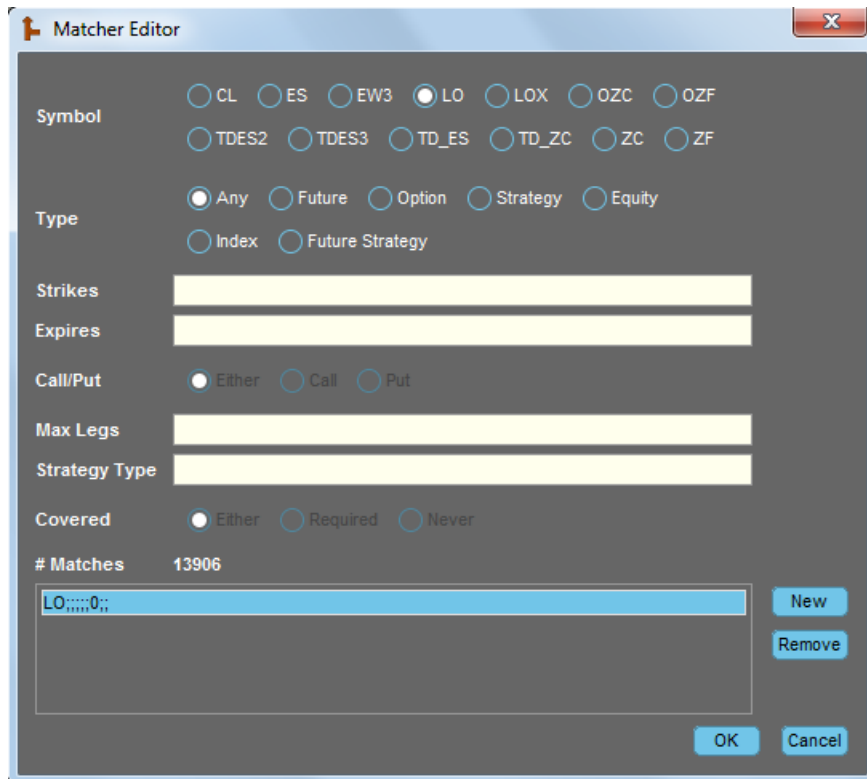 Matcher Editor
Symbol
CL ES EW3 LO LOX OZC OZF
TDES2 TDES3 TD_ES TD_ZC ZC ZF
Type
Any Future Option Strategy Equity
Index Future Strategy
Strikes
Expires
Call/Put Either Call Put
Max Legs
Strategy Type
Covered Either Required Never
# Matches 13906
LO;;;;;0;;
New
Remove
OK Cancel